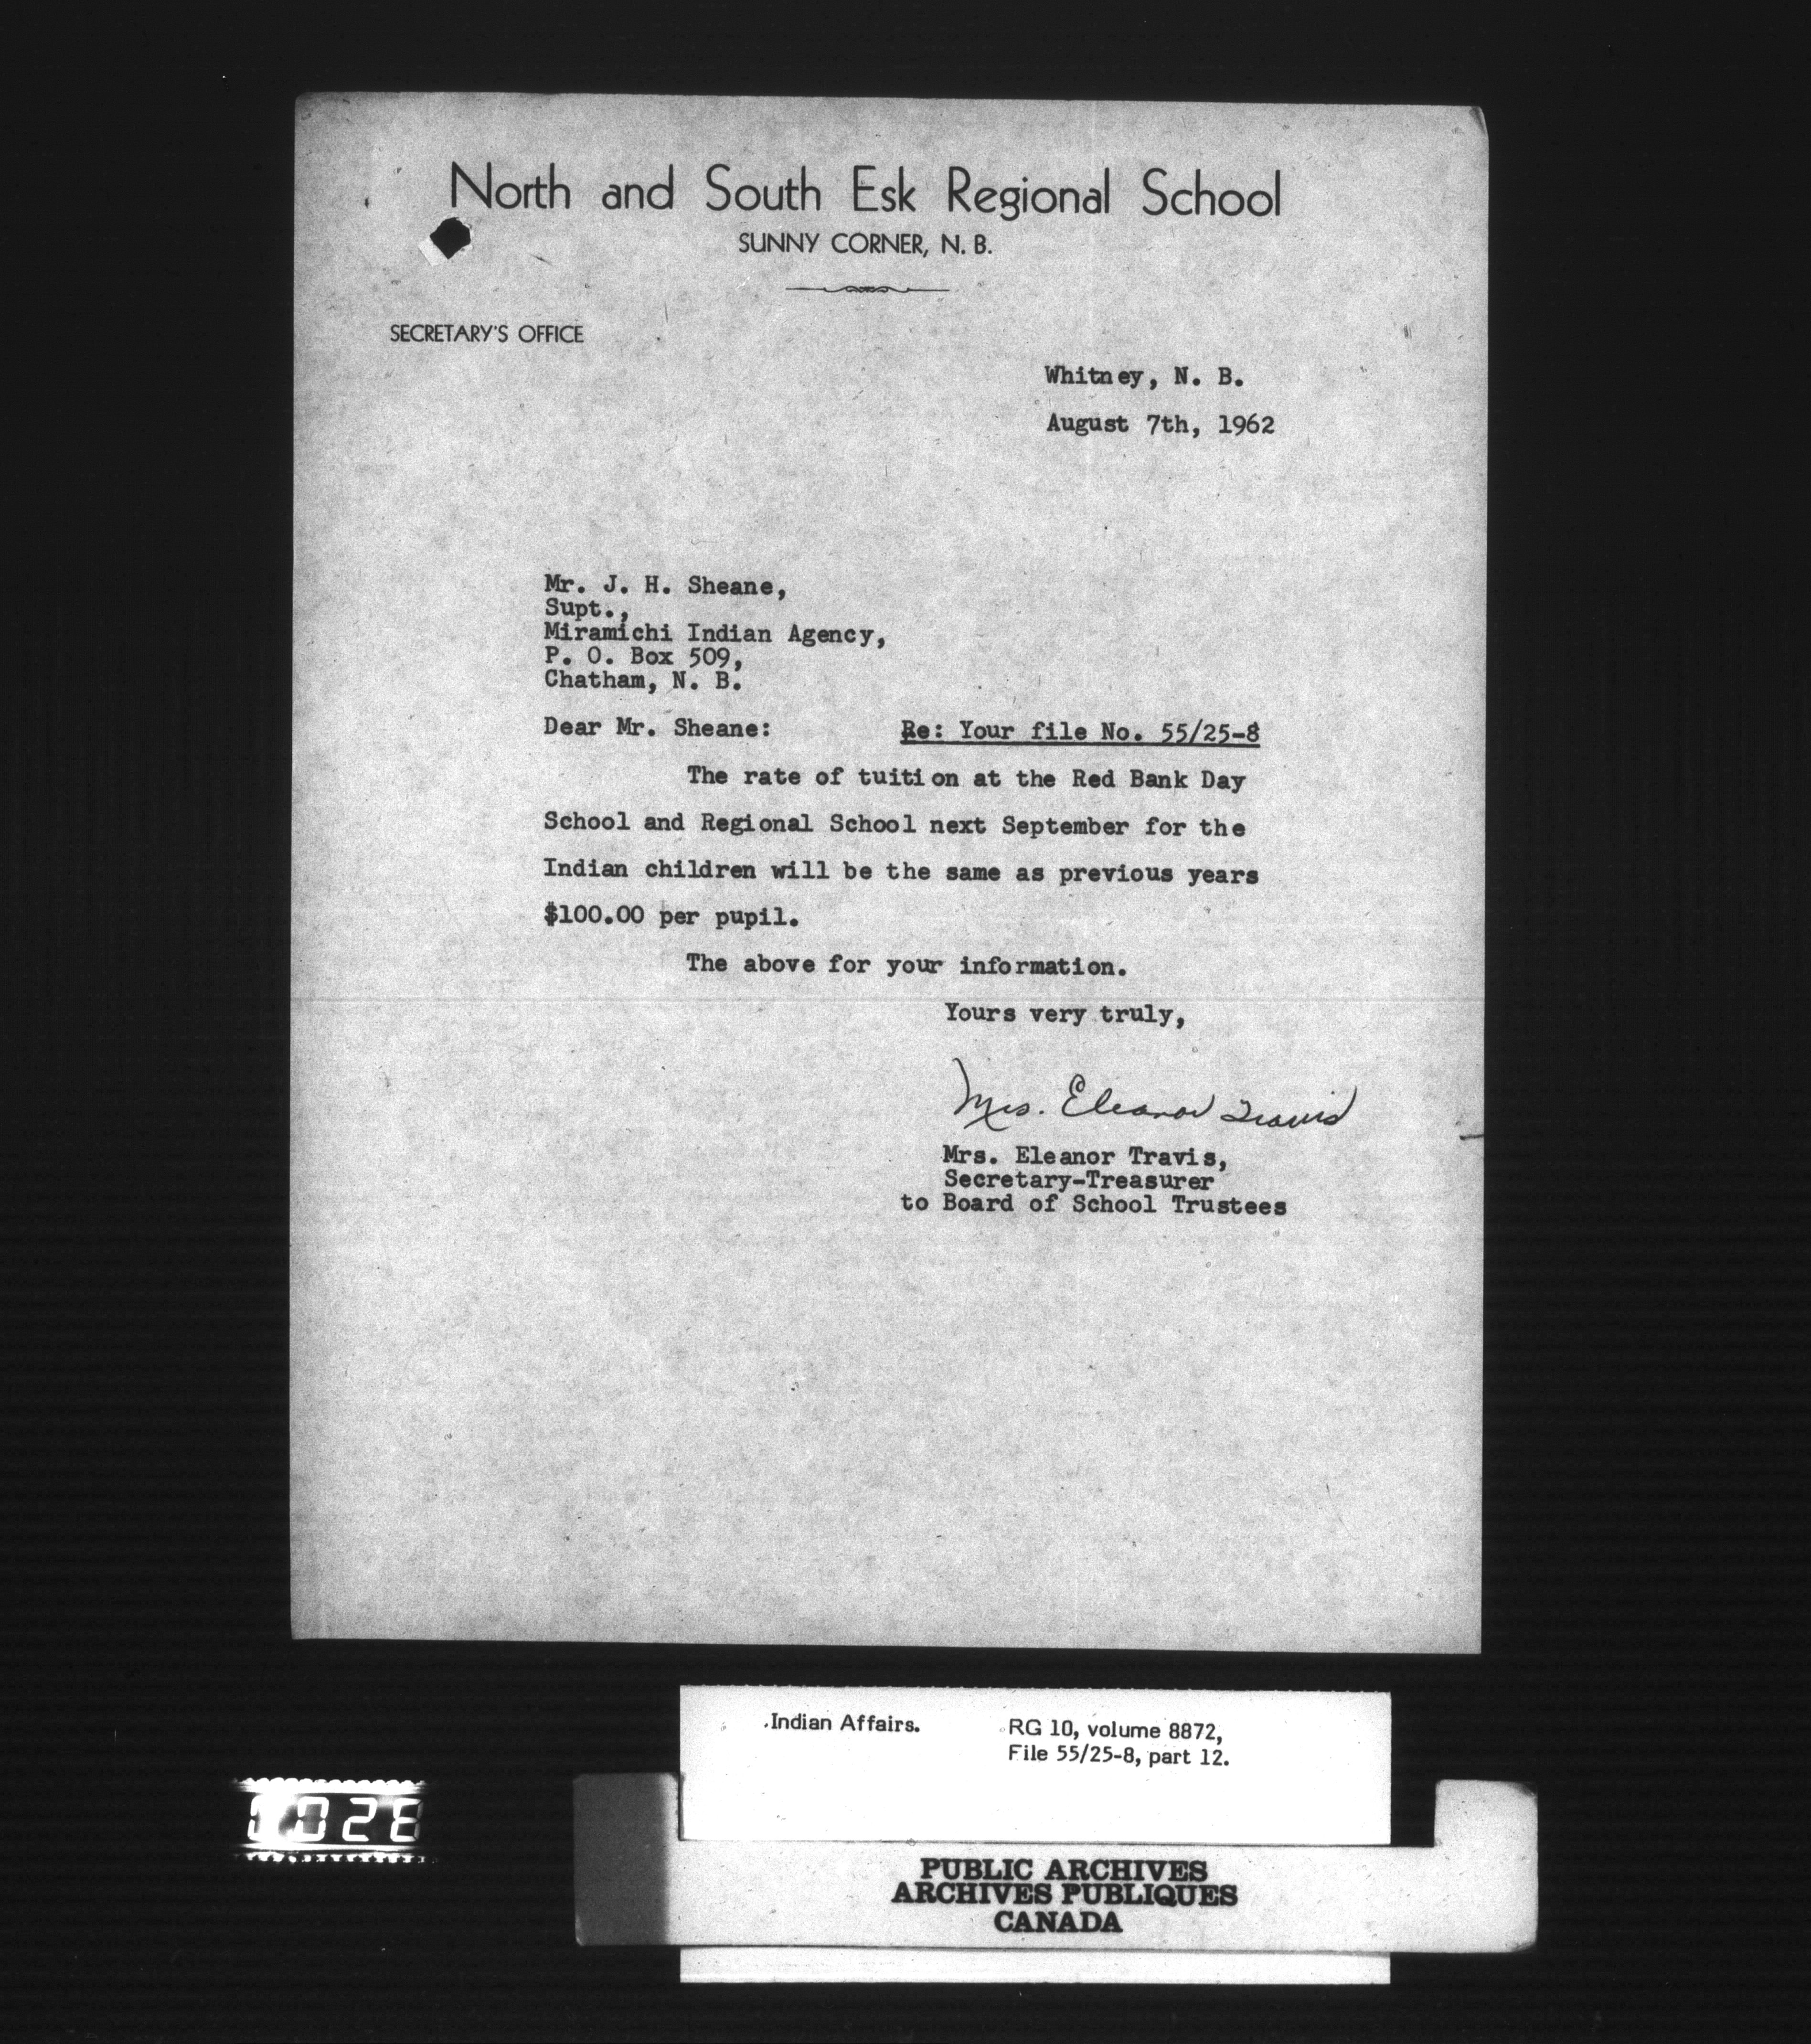 North and South Esk Regional School
SUNNY CORNER, N. B.
SECRETARY'S OFFICE
Whitney, N. B.
August 7th, 1962
Mr. J. H. Sheane,
Supt.,
Miramichi Indian Agency,
P. O. Box 509,
Chatham, N. B.
Dear Mr. Sheane: Re: Your file No. 55/25-8
The rate of tuition at the Red Bank Day
School and Regional School next September for the
Indian children will be the same as previous years
$100.00 per pupil.
The above for your information.
Yours very truly,
Mrs. Eleanor Travis
Mrs. Eleanor Travis,
Secretary-Treasurer
to Board of School Trustees
Indian Affairs. RG 10, volume 8872,
File 55/25-8, part 12.
PUBLIC ARCHIVES
ARCHIVES PUBLIQUES
CANADA